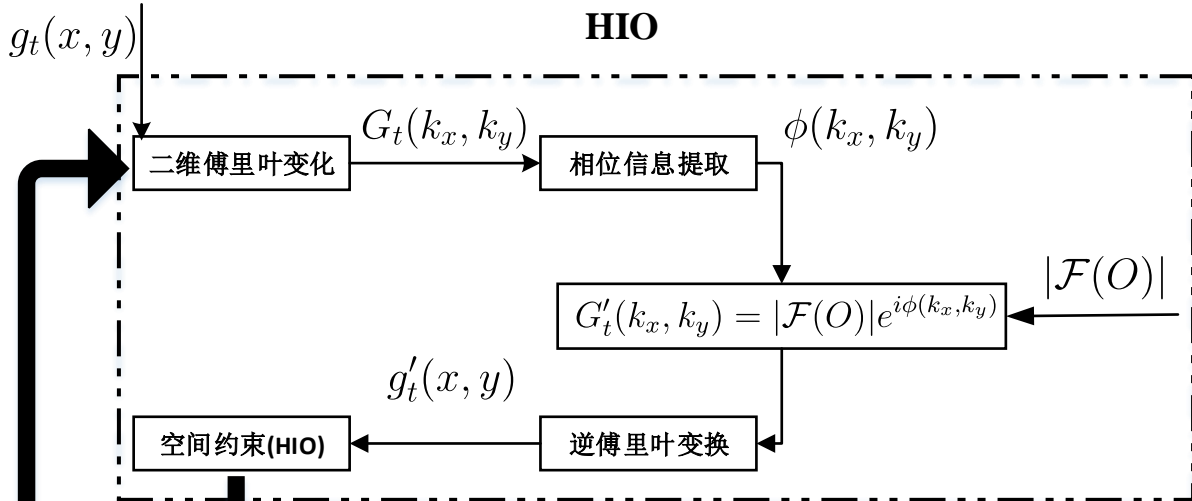 HIO
g_t(x, y)
G_t(k_x, k_y)
ϕ(k_x, k_y)
二维傅里叶变化
相位信息提取
|ℱ(O)|
G'_t(k_x, k_y) = |ℱ(O)|e^{iϕ(k_x,k_y)}
g'_t(x, y)
空间约束(HIO)
逆傅里叶变换